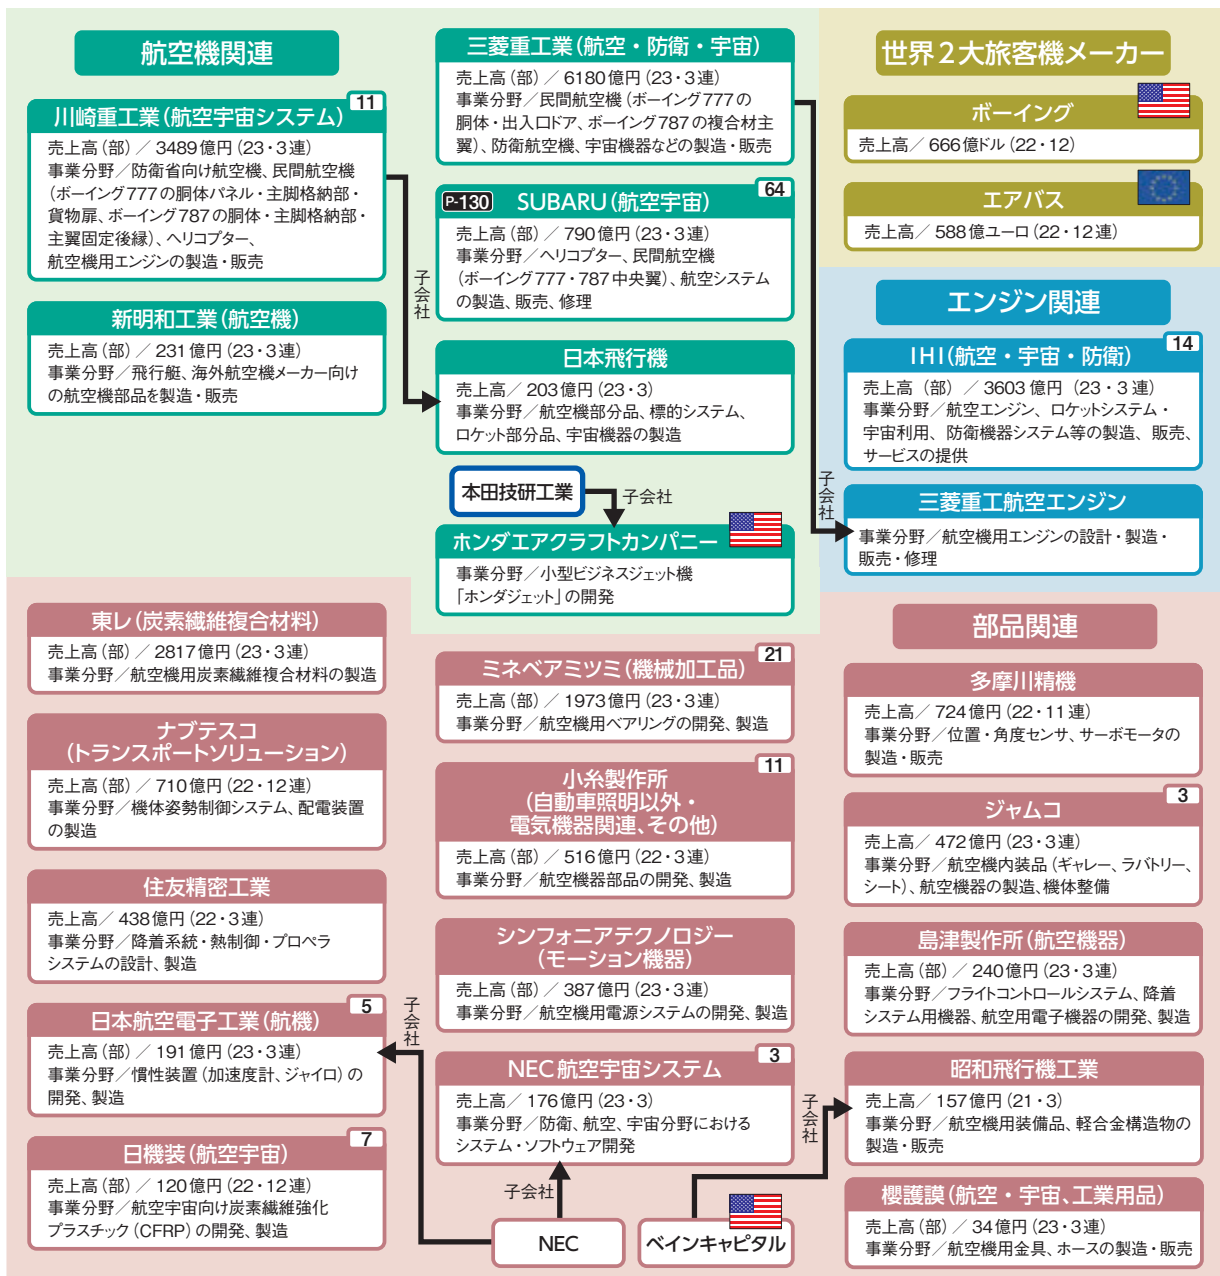 航空機関連
川崎重工業(航空宇宙システム)
11
売上高(部)／3489億円(23・3連)
事業分野／防衛省向け航空機、民間航空機
(ボーイング777の胴体パネル・主脚格納部・
貨物扉、ボーイング787の胴体・主脚格納部・
主翼固定後縁)、ヘリコプター、
航空機用エンジンの製造・販売
子会社
新明和工業(航空機)
売上高(部)／231億円(23・3連)
事業分野／飛行艇、海外航空機メーカー向け
の航空機部品を製造・販売
三菱重工業(航空・防衛・宇宙)
売上高(部)／6180億円(23・3連)
事業分野／民間航空機(ボーイング777の
胴体・出入口ドア、ボーイング787の複合材主
翼)、防衛航空機、宇宙機器などの製造・販売
P-130
SUBARU(航空宇宙)
64
売上高(部)／790億円(23・3連)
事業分野／ヘリコプター、民間航空機
(ボーイング777・787中央翼)、航空システム
の製造、販売、修理
日本飛行機
売上高／203億円(23・3)
事業分野／航空機部分品、標的システム、
ロケット部分品、宇宙機器の製造
本田技研工業
子会社
ホンダエアクラフトカンパニー
事業分野／小型ビジネスジェット機
「ホンダジェット」の開発
世界2大旅客機メーカー
ボーイング
売上高／666億ドル(22・12)
エアバス
売上高／588億ユーロ(22・12連)
エンジン関連
IHI(航空・宇宙・防衛)
14
売上高(部)／3603億円(23・3連)
事業分野／航空エンジン、ロケットシステム・
宇宙利用、防衛機器システム等の製造、販売、
サービスの提供
子会社
三菱重工航空エンジン
事業分野／航空機用エンジンの設計・製造・
販売・修理
部品関連
東レ(炭素繊維複合材料)
売上高(部)／2817億円(23・3連)
事業分野／航空機用炭素繊維複合材料の製造
ナブテスコ
(トランスポートソリューション)
売上高(部)／710億円(22・12連)
事業分野／機体姿勢制御システム、配電装置
の製造
住友精密工業
売上高／438億円(22・3連)
事業分野／降着系統・熱制御・プロペラ
システムの設計、製造
日本航空電子工業(航機)
5
売上高(部)／191億円(23・3連)
事業分野／慣性装置(加速度計、ジャイロ)の
開発、製造
子会社
日機装(航空宇宙)
7
売上高(部)／120億円(22・12連)
事業分野／航空宇宙向け炭素繊維強化
プラスチック(CFRP)の開発、製造
ミネベアミツミ(機械加工品)
21
売上高(部)／1973億円(23・3連)
事業分野／航空機用ベアリングの開発、製造
小糸製作所
(自動車照明以外・
電気機器関連、その他)
11
売上高(部)／516億円(22・3連)
事業分野／航空機器部品の開発、製造
シンフォニアテクノロジー
(モーション機器)
売上高(部)／387億円(23・3連)
事業分野／航空機用電源システムの開発、製造
NEC航空宇宙システム
3
売上高／176億円(23・3)
事業分野／防衛、航空、宇宙分野における
システム・ソフトウェア開発
子会社
NEC
ベインキャピタル
子会社
多摩川精機
売上高／724億円(22・11連)
事業分野／位置・角度センサ、サーボモータの
製造・販売
ジャムコ
3
売上高／472億円(23・3連)
事業分野／航空機内装品(ギャレー、ラバトリー、
シート)、航空機器の製造、機体整備
島津製作所(航空機器)
売上高(部)／240億円(23・3連)
事業分野／フライトコントロールシステム、降着
システム用機器、航空用電子機器の開発、製造
昭和飛行機工業
売上高／157億円(21・3)
事業分野／航空機用装備品、軽合金構造物の
製造・販売
櫻護謨(航空・宇宙、工業用品)
売上高(部)／34億円(23・3連)
事業分野／航空機用金具、ホースの製造・販売